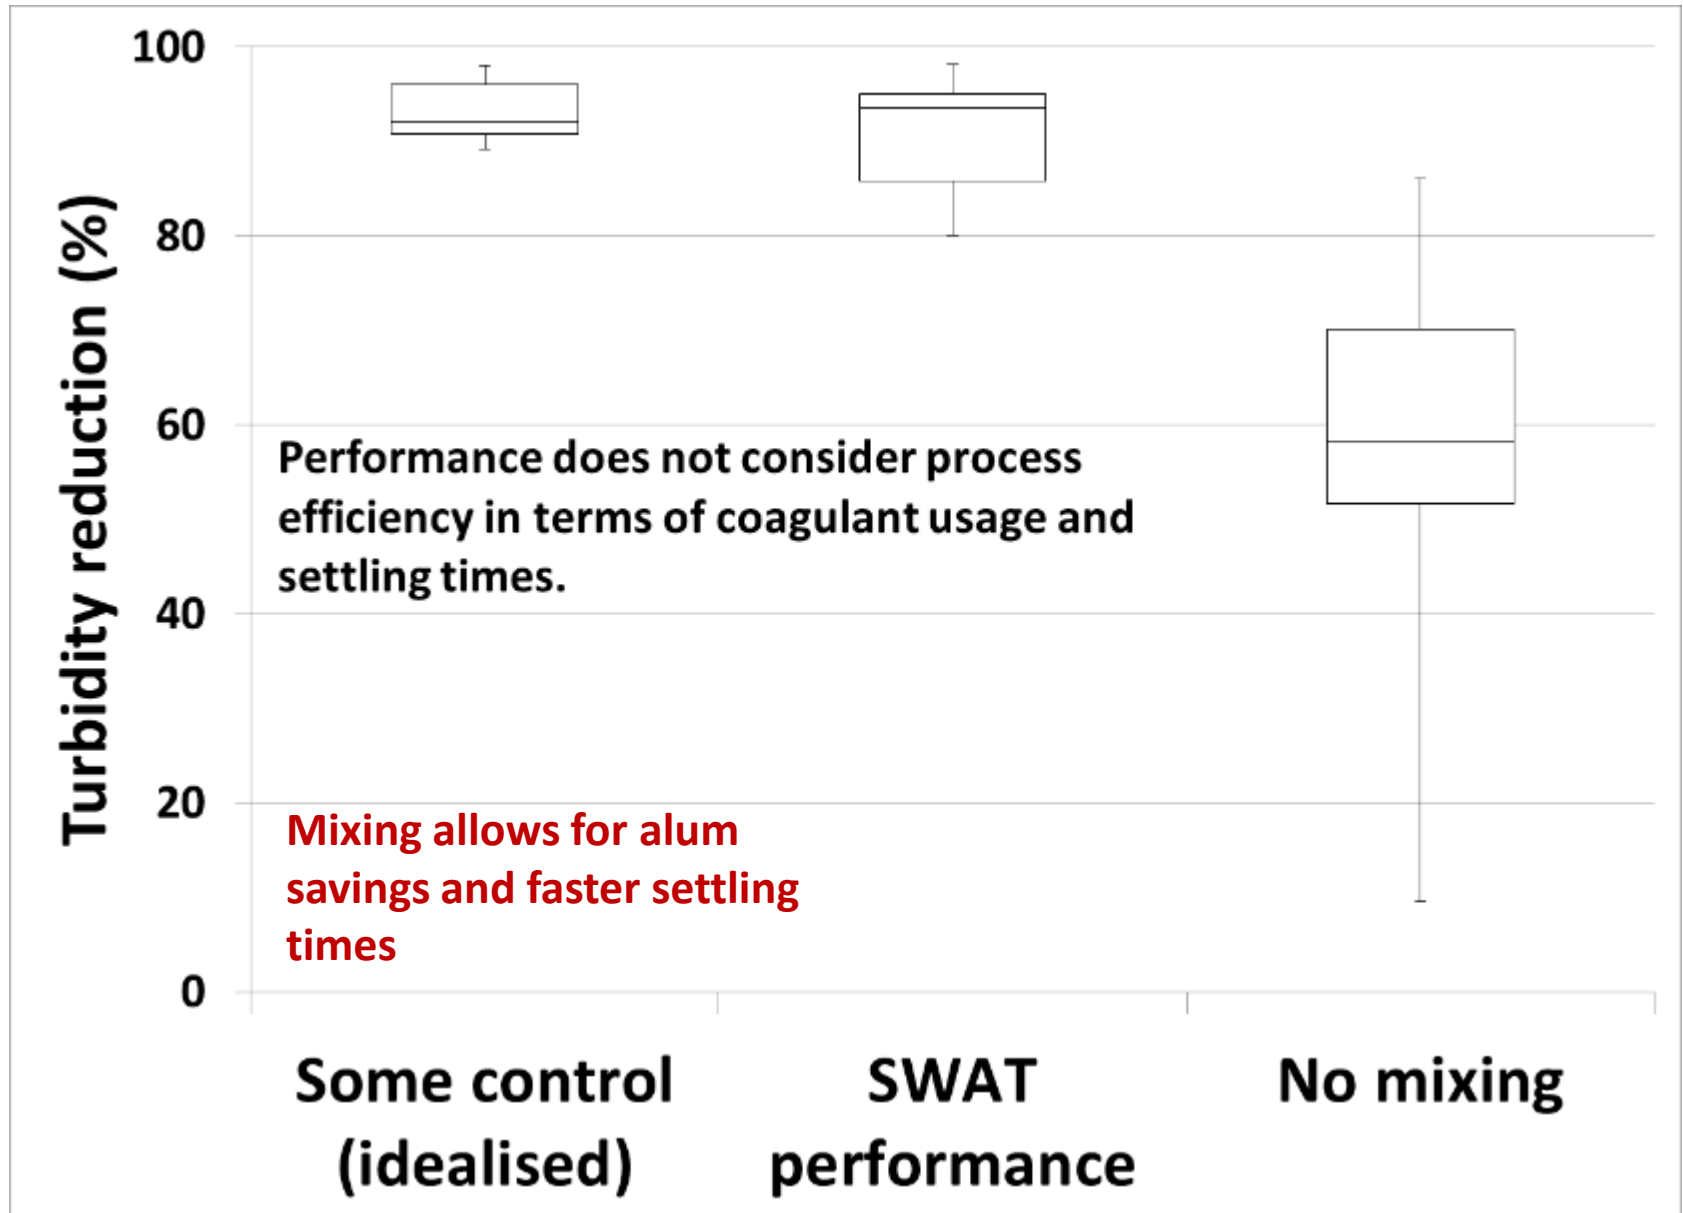 Turbidity reduction (%)
100
80
60
40
20
0
Performance does not consider process
efficiency in terms of coagulant usage and
settling times.
Mixing allows for alum
savings and faster settling
times
Some control
(idealised)
SWAT
performance
No mixing